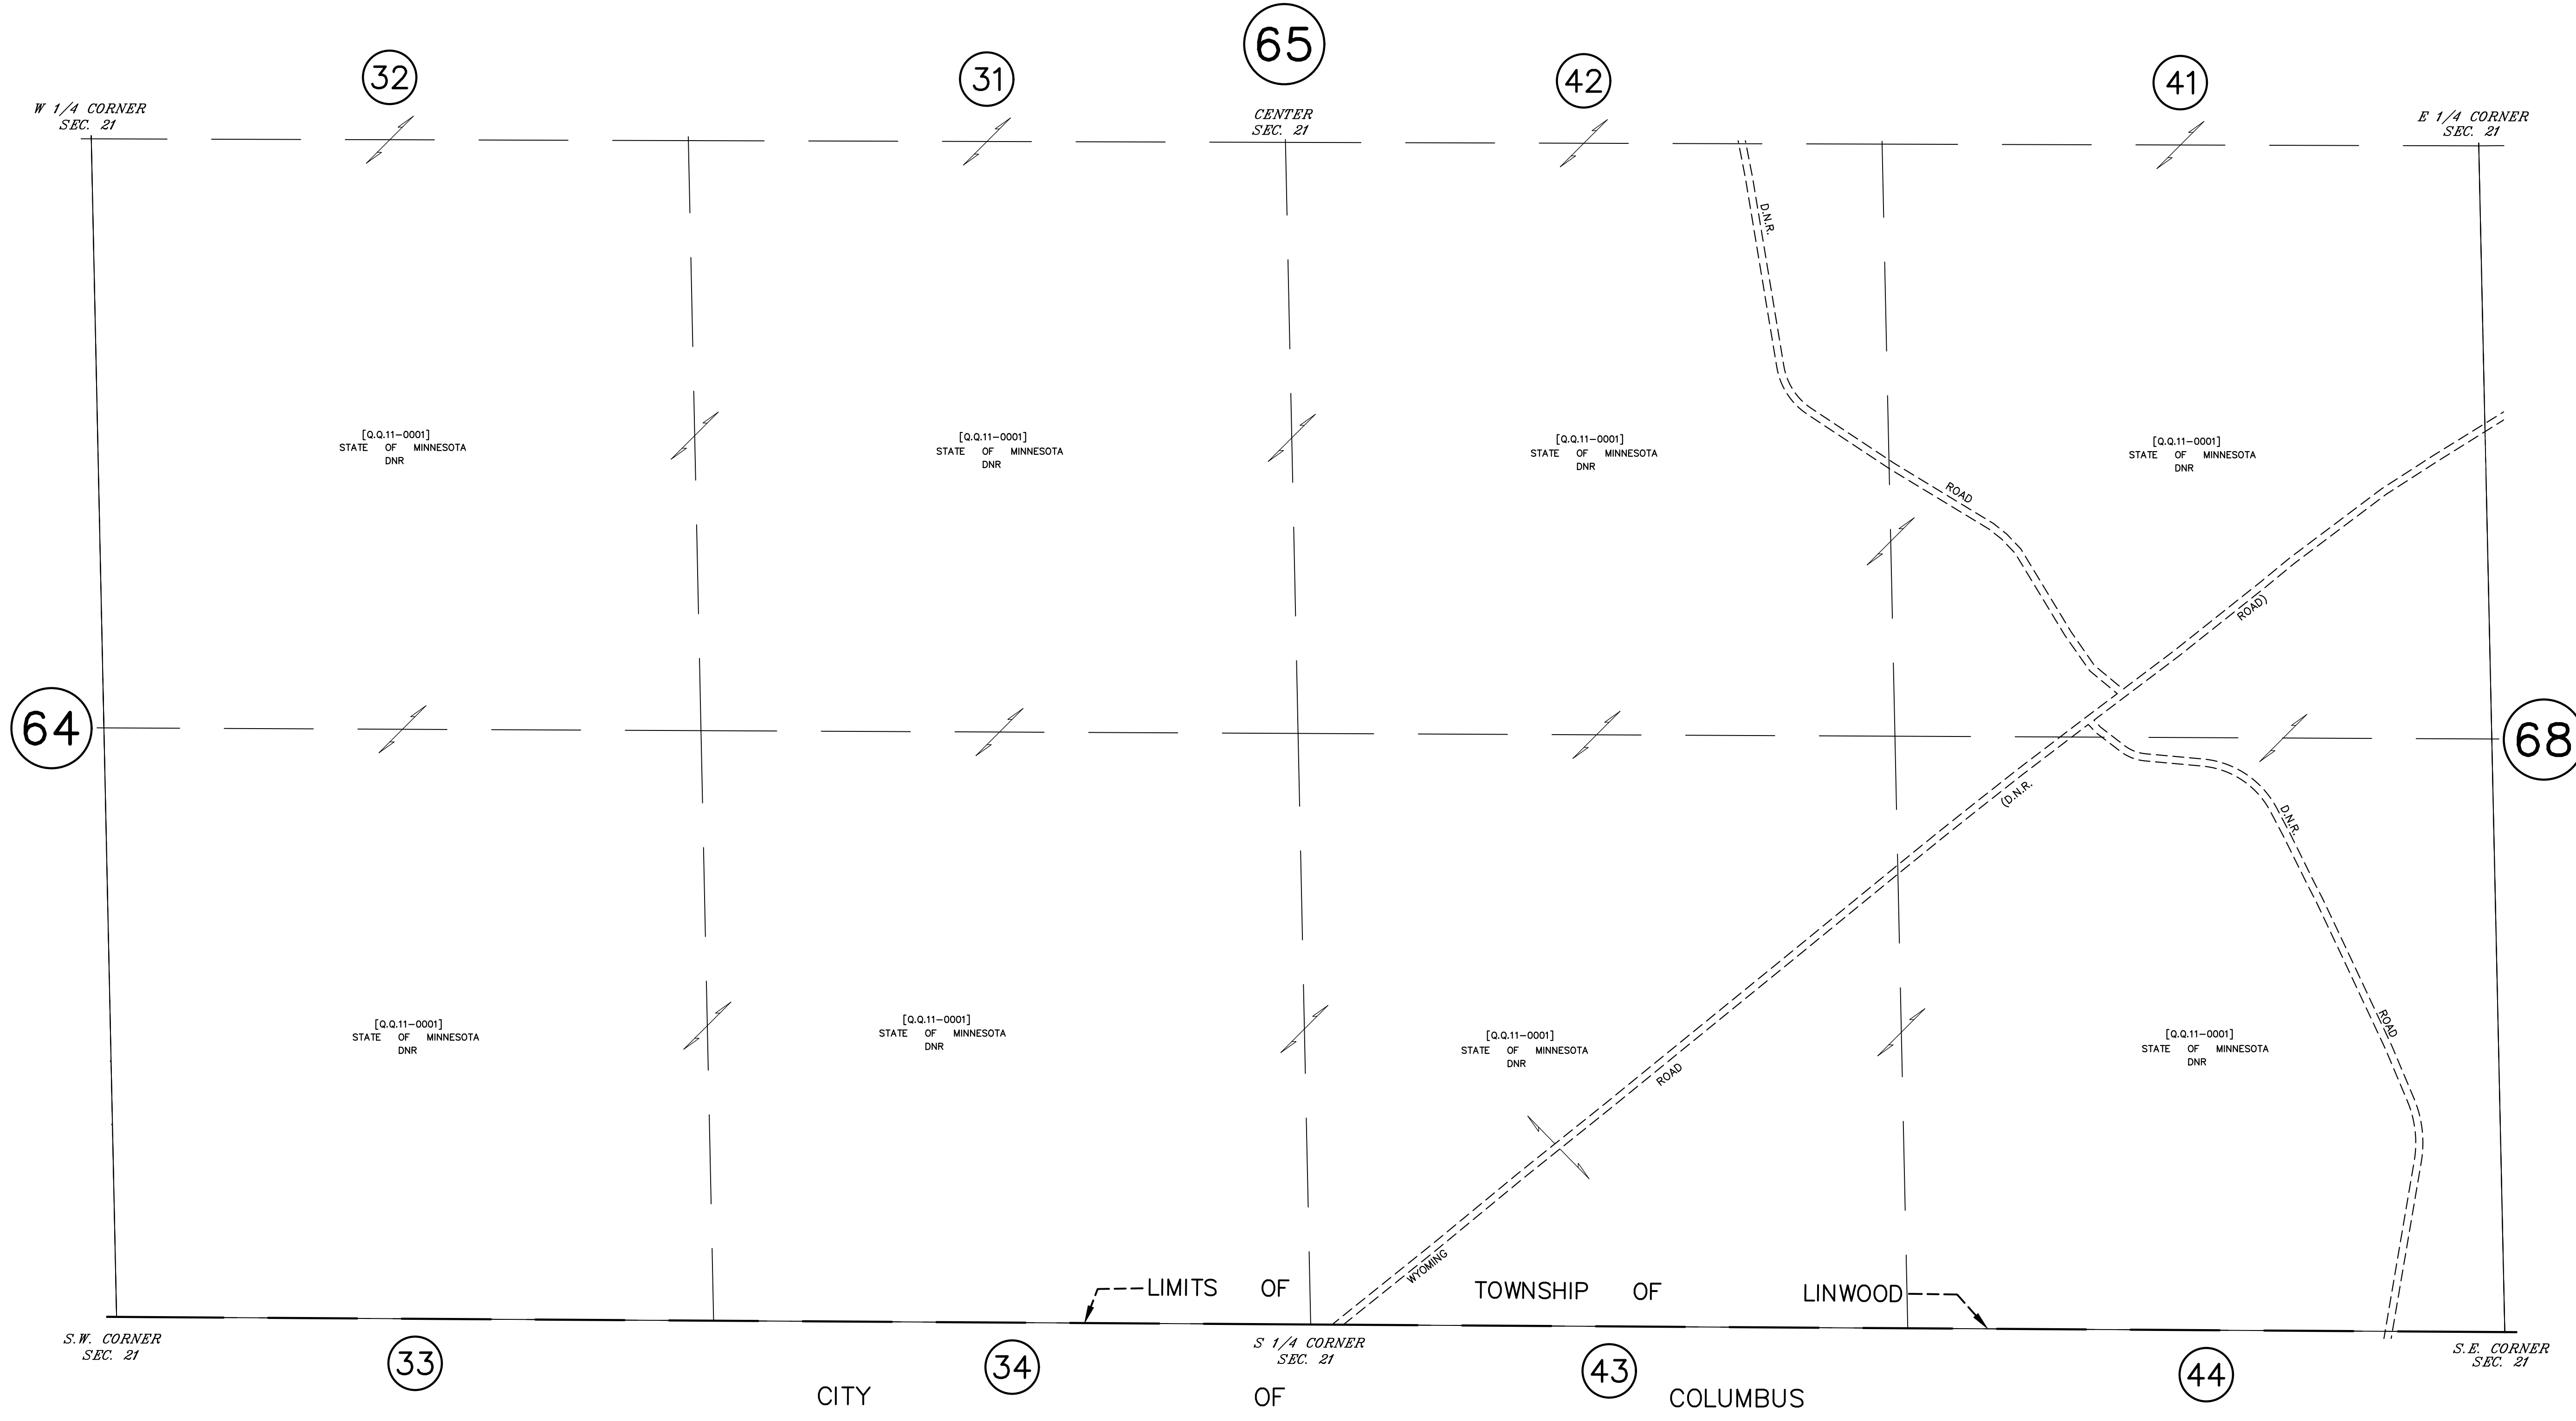 65
32
31
42
41
W 1/4 CORNER
SEC. 21
CENTER
SEC. 21
E 1/4 CORNER
SEC. 21
D.N.R.
[Q.Q.11-0001]
STATE OF MINNESOTA
DNR
[Q.Q.11-0001]
STATE OF MINNESOTA
DNR
[Q.Q.11-0001]
STATE OF MINNESOTA
DNR
[Q.Q.11-0001]
STATE OF MINNESOTA
DNR
ROAD
ROAD)
64
68
(D.N.R.
D.N.R.
[Q.Q.11-0001]
STATE OF MINNESOTA
DNR
[Q.Q.11-0001]
STATE OF MINNESOTA
DNR
[Q.Q.11-0001]
STATE OF MINNESOTA
DNR
[Q.Q.11-0001]
STATE OF MINNESOTA
DNR
ROAD
ROAD
WYOMING
LIMITS OF TOWNSHIP OF LINWOOD
S.W. CORNER
SEC. 21
S 1/4 CORNER
SEC. 21
S.E. CORNER
SEC. 21
33
34
43
44
CITY OF COLUMBUS